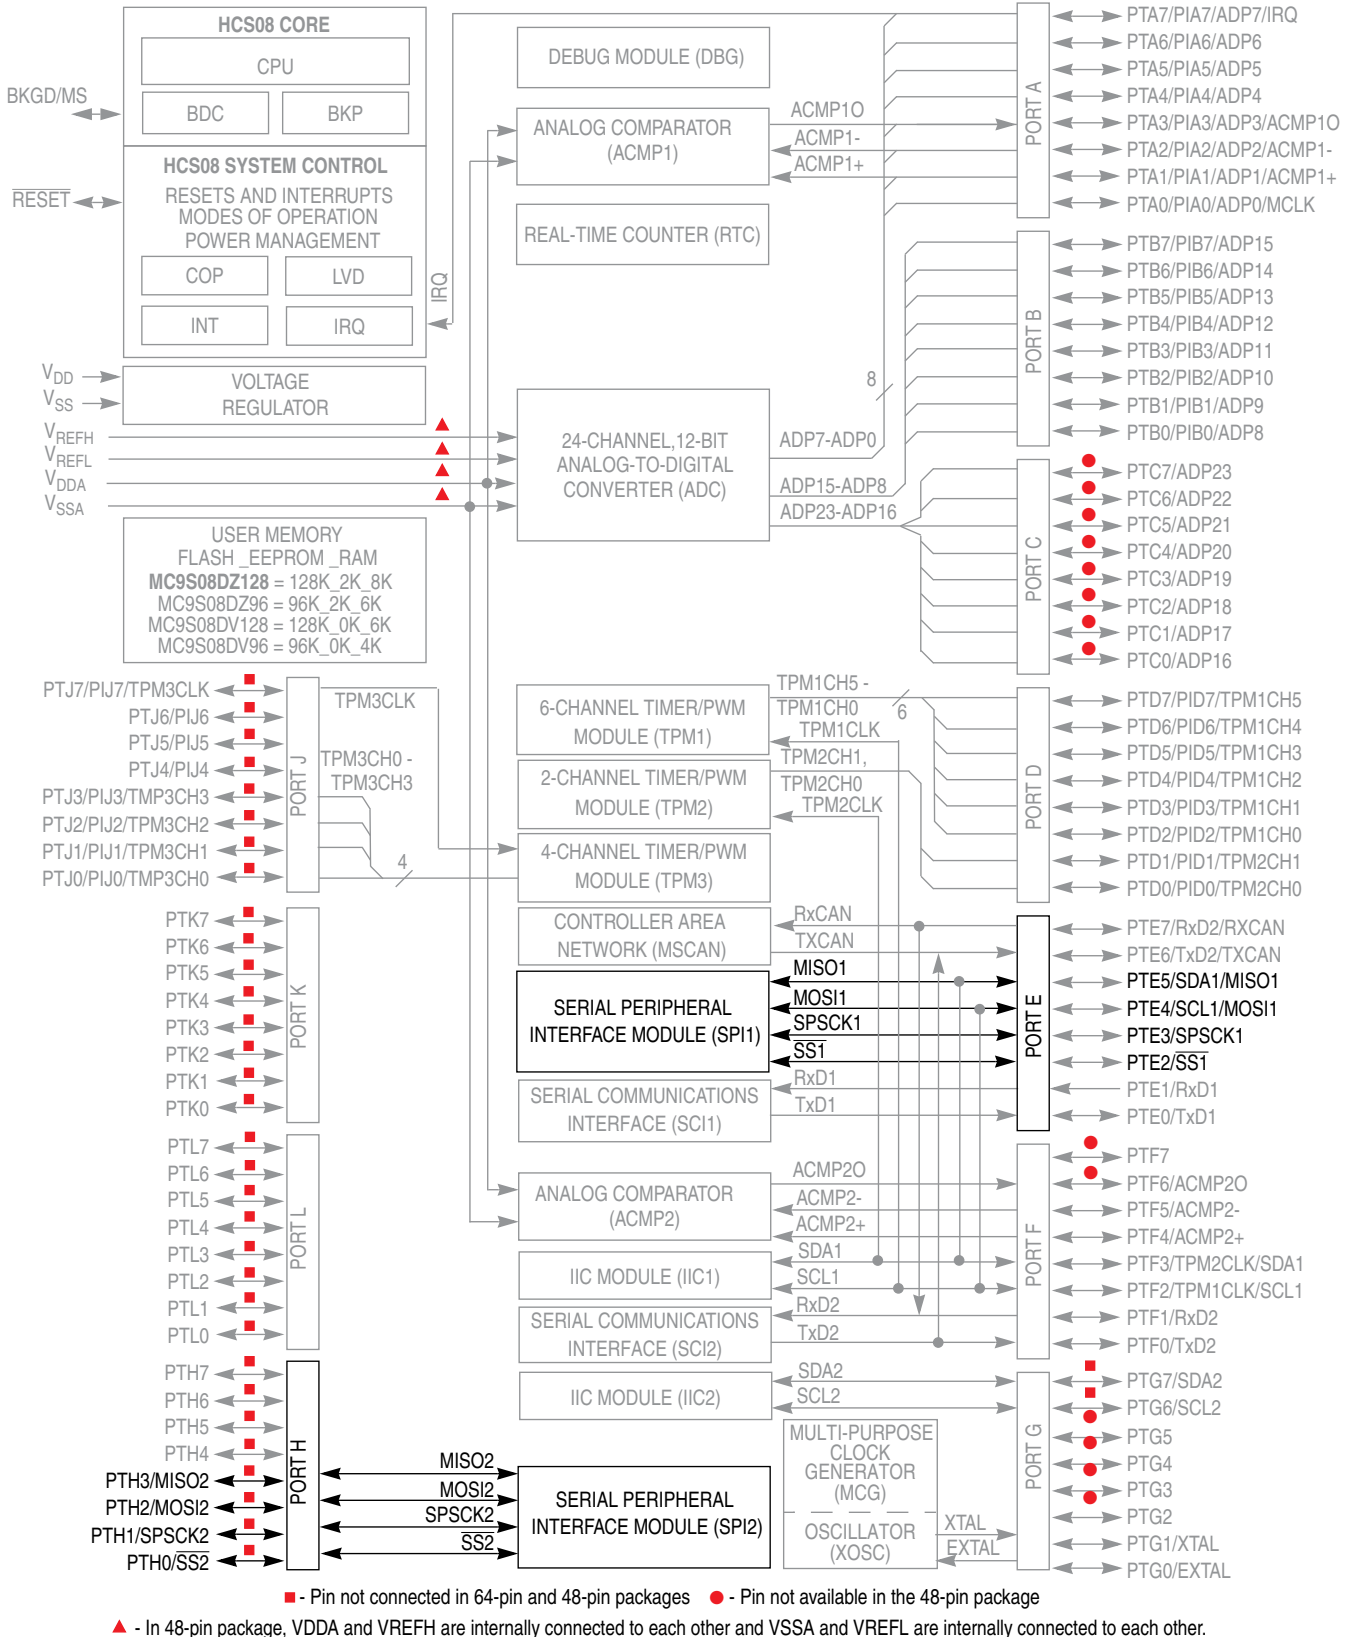 HCS08 CORE
CPU
BDC
BKP
BKGD/MS
HCS08 SYSTEM CONTROL
RESETS AND INTERRUPTS
MODES OF OPERATION
POWER MANAGEMENT
COP
LVD
INT
IRQ
RESET
IRQ
VDD
VSS
VOLTAGE
REGULATOR
VREFH
VREFL
VDDA
VSSA
USER MEMORY
FLASH _EEPROM _RAM
MC9S08DZ128 = 128K_2K_8K
MC9S08DZ96 = 96K_2K_6K
MC9S08DV128 = 128K_0K_6K
MC9S08DV96 = 96K_0K_4K
DEBUG MODULE (DBG)
ANALOG COMPARATOR
(ACMP1)
ACMP1O
ACMP1-
ACMP1+
REAL-TIME COUNTER (RTC)
24-CHANNEL,12-BIT
ANALOG-TO-DIGITAL
CONVERTER (ADC)
8
ADP7-ADP0
ADP15-ADP8
ADP23-ADP16
PORT A
PTA7/PIA7/ADP7/IRQ
PTA6/PIA6/ADP6
PTA5/PIA5/ADP5
PTA4/PIA4/ADP4
PTA3/PIA3/ADP3/ACMP1O
PTA2/PIA2/ADP2/ACMP1-
PTA1/PIA1/ADP1/ACMP1+
PTA0/PIA0/ADP0/MCLK
PORT B
PTB7/PIB7/ADP15
PTB6/PIB6/ADP14
PTB5/PIB5/ADP13
PTB4/PIB4/ADP12
PTB3/PIB3/ADP11
PTB2/PIB2/ADP10
PTB1/PIB1/ADP9
PTB0/PIB0/ADP8
PORT C
PTC7/ADP23
PTC6/ADP22
PTC5/ADP21
PTC4/ADP20
PTC3/ADP19
PTC2/ADP18
PTC1/ADP17
PTC0/ADP16
PTJ7/PIJ7/TPM3CLK
PTJ6/PIJ6
PTJ5/PIJ5
PTJ4/PIJ4
PTJ3/PIJ3/TMP3CH3
PTJ2/PIJ2/TPM3CH2
PTJ1/PIJ1/TPM3CH1
PTJ0/PIJ0/TMP3CH0
PORT J
TPM3CLK
TPM3CH0 -
TPM3CH3
4
6-CHANNEL TIMER/PWM
MODULE (TPM1)
TPM1CH5 -
TPM1CH0
6
TPM1CLK
2-CHANNEL TIMER/PWM
MODULE (TPM2)
TPM2CH1,
TPM2CH0
TPM2CLK
4-CHANNEL TIMER/PWM
MODULE (TPM3)
PORT D
PTD7/PID7/TPM1CH5
PTD6/PID6/TPM1CH4
PTD5/PID5/TPM1CH3
PTD4/PID4/TPM1CH2
PTD3/PID3/TPM1CH1
PTD2/PID2/TPM1CH0
PTD1/PID1/TPM2CH1
PTD0/PID0/TPM2CH0
PTK7
PTK6
PTK5
PTK4
PTK3
PTK2
PTK1
PTK0
PORT K
CONTROLLER AREA
NETWORK (MSCAN)
RxCAN
TXCAN
SERIAL PERIPHERAL
INTERFACE MODULE (SPI1)
MISO1
MOSI1
SPSCK1
SS1
SERIAL COMMUNICATIONS
INTERFACE (SCI1)
RxD1
TxD1
PORT E
PTE7/RxD2/RXCAN
PTE6/TxD2/TXCAN
PTE5/SDA1/MISO1
PTE4/SCL1/MOSI1
PTE3/SPSCK1
PTE2/SS1
PTE1/RxD1
PTE0/TxD1
PTL7
PTL6
PTL5
PTL4
PTL3
PTL2
PTL1
PTL0
PORT L
ANALOG COMPARATOR
(ACMP2)
ACMP2O
ACMP2-
ACMP2+
IIC MODULE (IIC1)
SDA1
SCL1
SERIAL COMMUNICATIONS
INTERFACE (SCI2)
RxD2
TxD2
PORT F
PTF7
PTF6/ACMP2O
PTF5/ACMP2-
PTF4/ACMP2+
PTF3/TPM2CLK/SDA1
PTF2/TPM1CLK/SCL1
PTF1/RxD2
PTF0/TxD2
PTH7
PTH6
PTH5
PTH4
PTH3/MISO2
PTH2/MOSI2
PTH1/SPSCK2
PTH0/SS2
PORT H
MISO2
MOSI2
SPSCK2
SS2
IIC MODULE (IIC2)
SDA2
SCL2
SERIAL PERIPHERAL
INTERFACE MODULE (SPI2)
MULTI-PURPOSE
CLOCK
GENERATOR
(MCG)
OSCILLATOR
(XOSC)
XTAL
EXTAL
PORT G
PTG7/SDA2
PTG6/SCL2
PTG5
PTG4
PTG3
PTG2
PTG1/XTAL
PTG0/EXTAL
- Pin not connected in 64-pin and 48-pin packages
- Pin not available in the 48-pin package
- In 48-pin package, VDDA and VREFH are internally connected to each other and VSSA and VREFL are internally connected to each other.